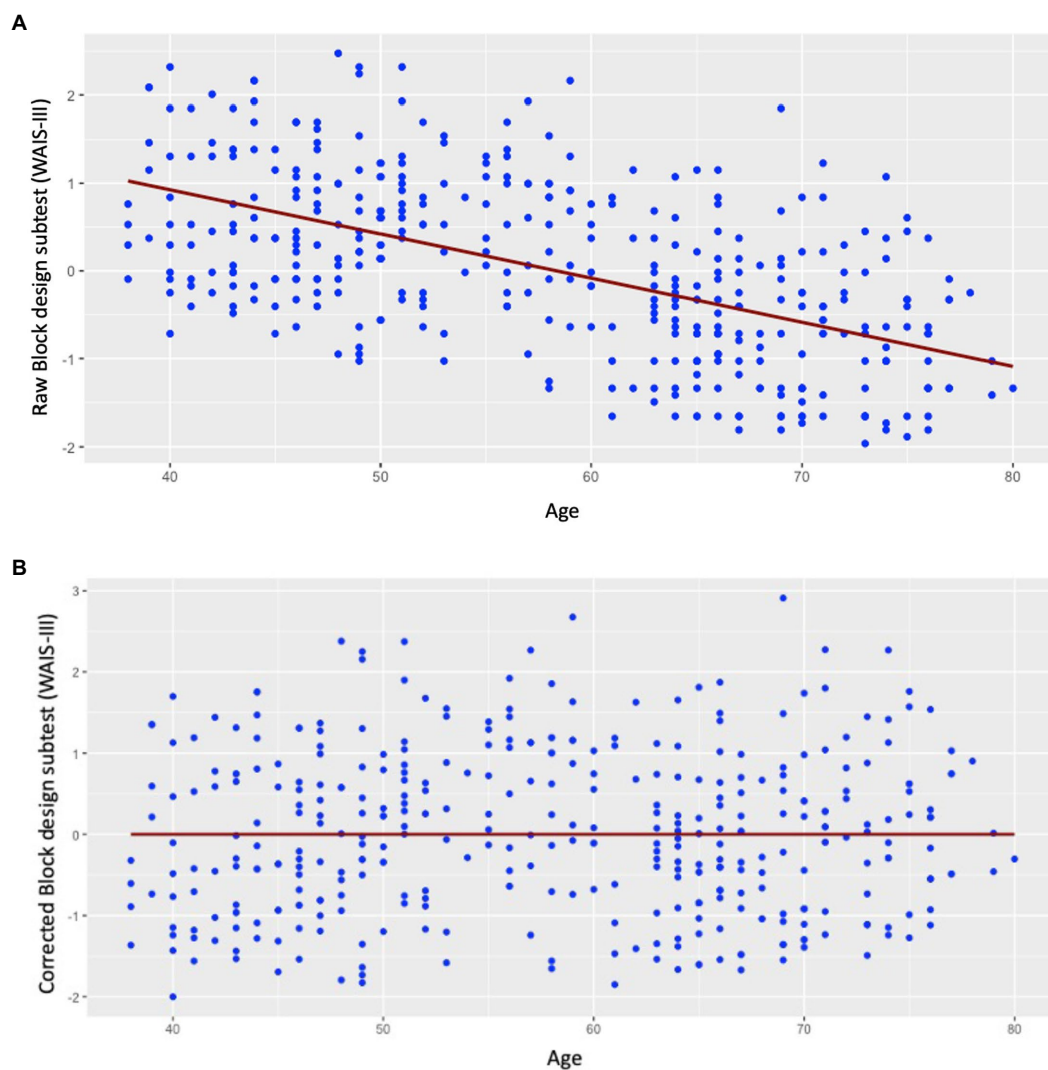 A
Raw Block design subtest (WAIS-III)
2
1
0
-1
-2
40 50 60 70 80
Age
B
Corrected Block design subtest (WAIS-III)
3
2
1
0
-1
-2
40 50 60 70 80
Age